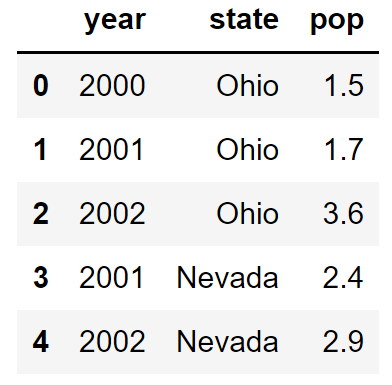 year state pop
0 2000 Ohio 1.5
1 2001 Ohio 1.7
2 2002 Ohio 3.6
3 2001 Nevada 2.4
4 2002 Nevada 2.9